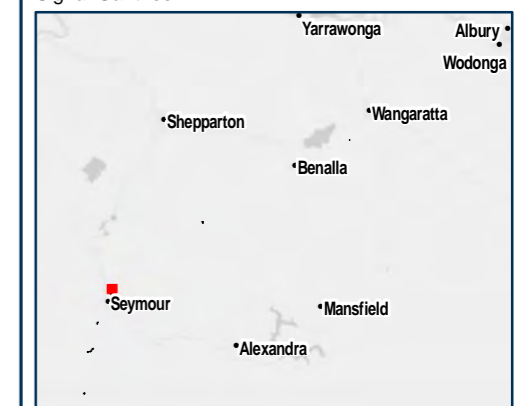 Yarrawonga
Albury
Wodonga
Shepparton
Wangaratta
Benalla
Seymour
Mansfield
Alexandra